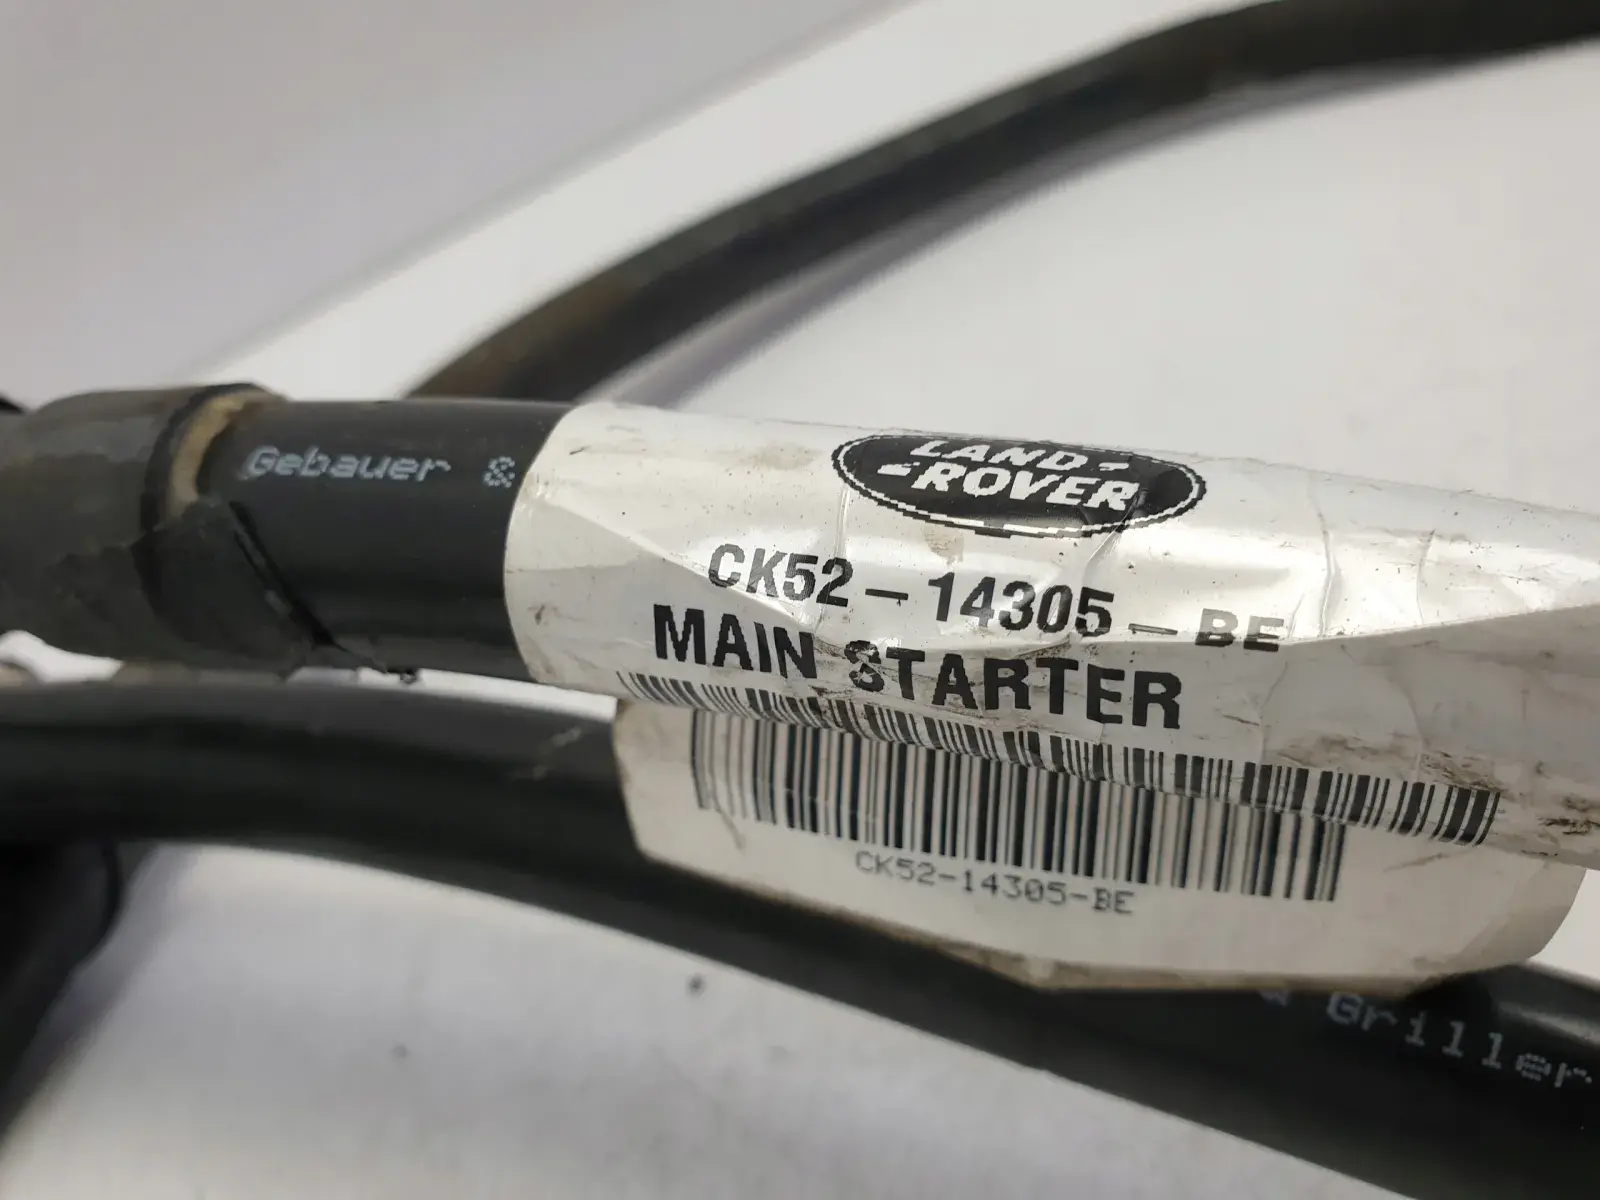 Gebauer &
LAND-
-ROVER
CK52-14305-BE
MAIN STARTER
CK52-14305-BE
& Griller